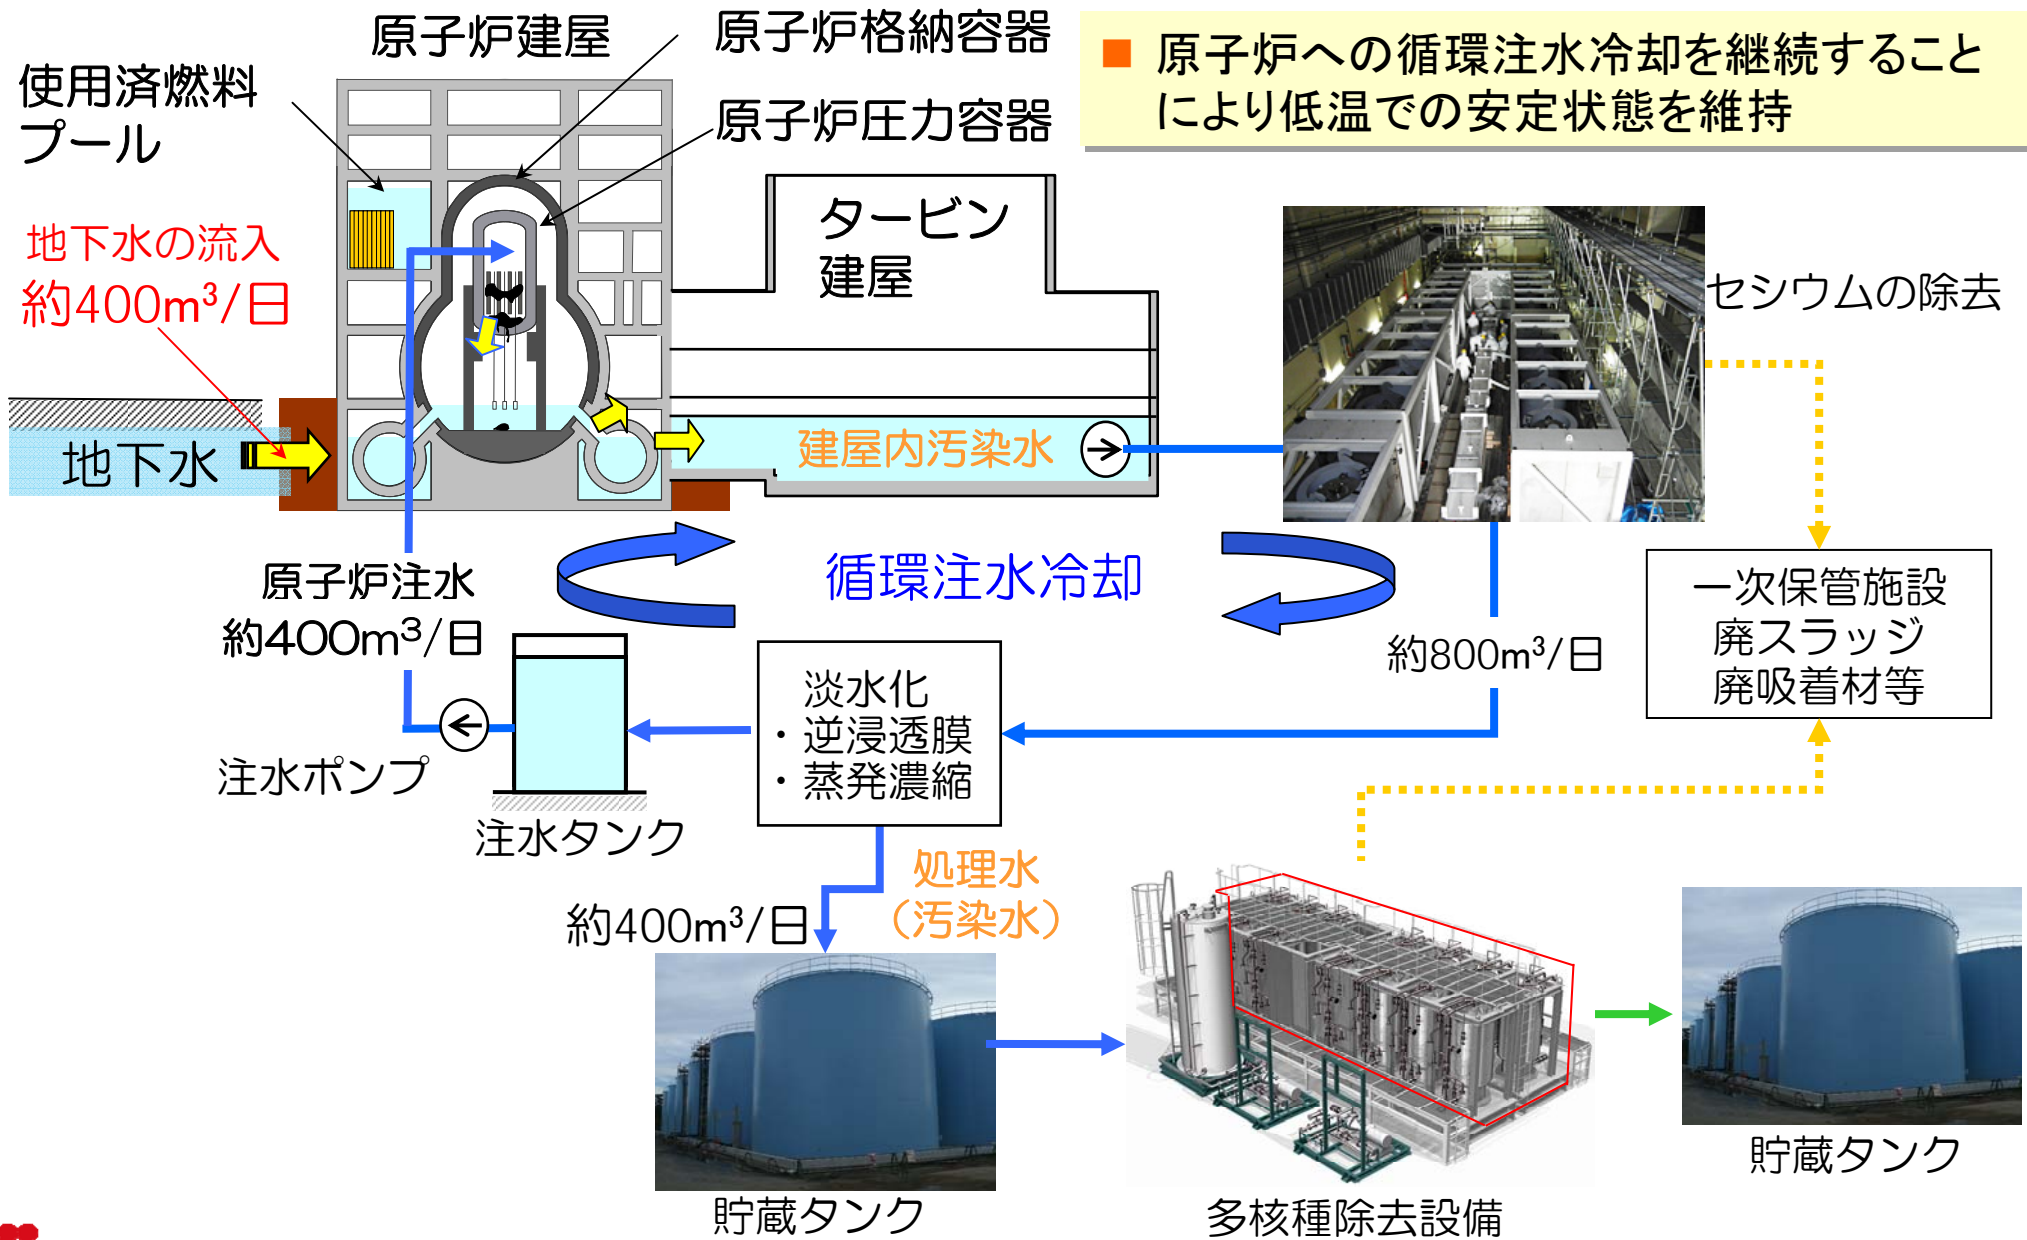 原子炉建屋
原子炉格納容器
■ 原子炉への循環注水冷却を継続すること
により低温での安定状態を維持
使用済燃料
プール
原子炉圧力容器
地下水の流入
約400m³/日
タービン
建屋
セシウムの除去
地下水
建屋内汚染水
循環注水冷却
原子炉注水
約400m³/日
約800m³/日
一次保管施設
廃スラッジ
廃吸着材等
淡水化
・逆浸透膜
・蒸発濃縮
注水ポンプ
注水タンク
処理水
（汚染水）
約400m³/日
貯蔵タンク
多核種除去設備
貯蔵タンク